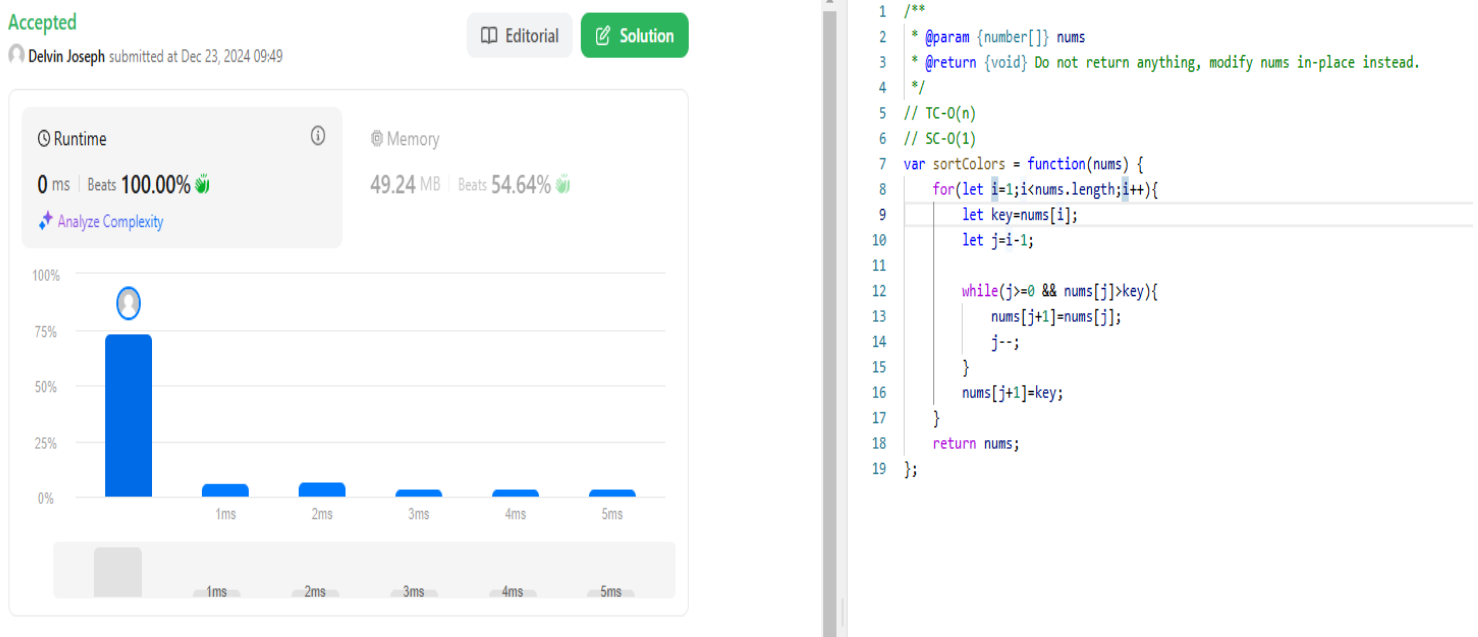 Accepted
Editorial
Solution
Delvin Joseph submitted at Dec 23, 2024 09:49
Runtime
Memory
0 ms | Beats 100.00%
49.24 MB | Beats 54.64%
Analyze Complexity
100%
75%
50%
25%
0%
1ms 2ms 3ms 4ms 5ms
1ms 2ms 3ms 4ms 5ms
1 /**
2  * @param {number[]} nums
3  * @return {void} Do not return anything, modify nums in-place instead.
4  */
5 // TC-O(n)
6 // SC-O(1)
7 var sortColors = function(nums) {
8     for(let i=1;i<nums.length;i++){
9         let key=nums[i];
10         let j=i-1;
11
12         while(j>=0 && nums[j]>key){
13             nums[j+1]=nums[j];
14             j--;
15         }
16         nums[j+1]=key;
17     }
18     return nums;
19 };